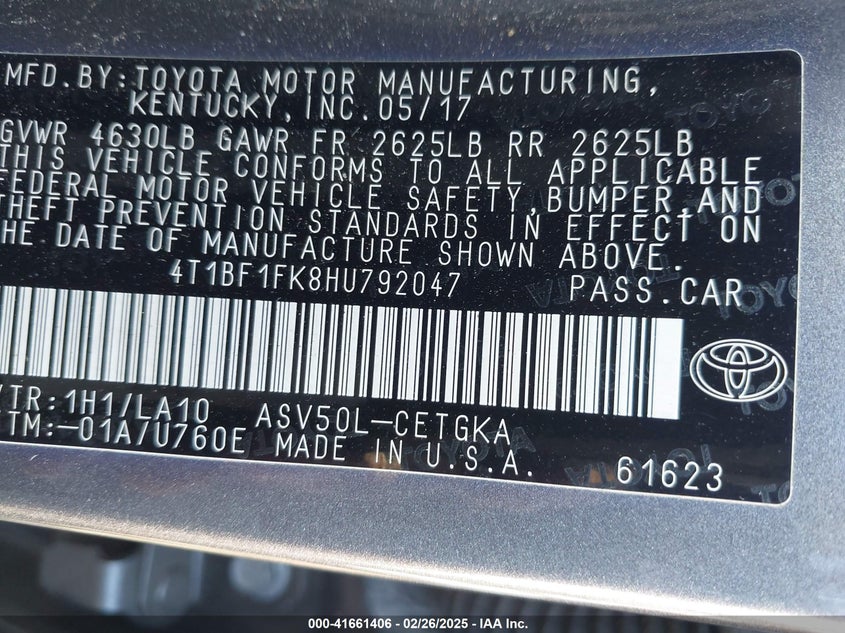 MFD. BY: TOYOTA MOTOR MANUFACTURING,
KENTUCKY, INC. 05/17
GVWR 4630LB GAWR FR 2625LB RR 2625LB
THIS VEHICLE CONFORMS TO ALL APPLICABLE
FEDERAL MOTOR VEHICLE SAFETY, BUMPER, AND
THEFT PREVENTION STANDARDS IN EFFECT ON
THE DATE OF MANUFACTURE SHOWN ABOVE.
4T1BF1FK8HU792047 PASS. CAR
/TR: 1H1/LA10 ASV50L-CETGKA
TM:-01A/U760E MADE IN U.S.A. 61623
000-41661406 - 02/26/2025 - IAA Inc.